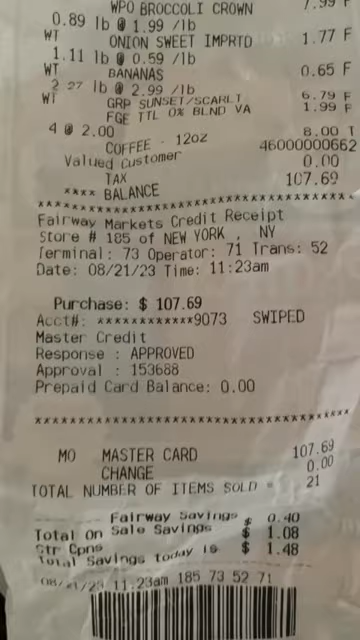 WPO BROCCOLI CROWN 7.99 F
0.89 lb @ 1.99 /lb
WT ONION SWEET IMPRTD 1.77 F
1.11 lb @ 0.59 /lb
WT BANANAS 0.65 F
2.27 lb @ 2.99 /lb
WT GRP SUNSET/SCARLT 6.79 F
FGE TTL 0% BLND VA 1.99 F
4 @ 2.00
COFFEE - 12oz 8.00 T
Valued Customer 46000000662
TAX 0.00
**** BALANCE 107.69
****************************************
Fairway Markets Credit Receipt
Store # 185 of NEW YORK , NY
Terminal: 73 Operator: 71 Trans: 52
Date: 08/21/23 Time: 11:23am
Purchase: $ 107.69
Acct#: ************9073 SWIPED
Master Credit
Response : APPROVED
Approval : 153688
Prepaid Card Balance: 0.00
****************************************
MO MASTER CARD 107.69
CHANGE 0.00
TOTAL NUMBER OF ITEMS SOLD = 21
Fairway Savings $ 0.40
Total On Sale Savings $ 1.08
Str Cpns
Total Savings today is $ 1.48
08/21/23 11:23am 185 73 52 71